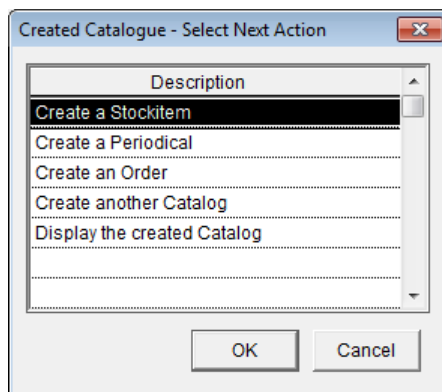 Created Catalogue - Select Next Action
Description
Create a Stockitem
Create a Periodical
Create an Order
Create another Catalog
Display the created Catalog
OK Cancel